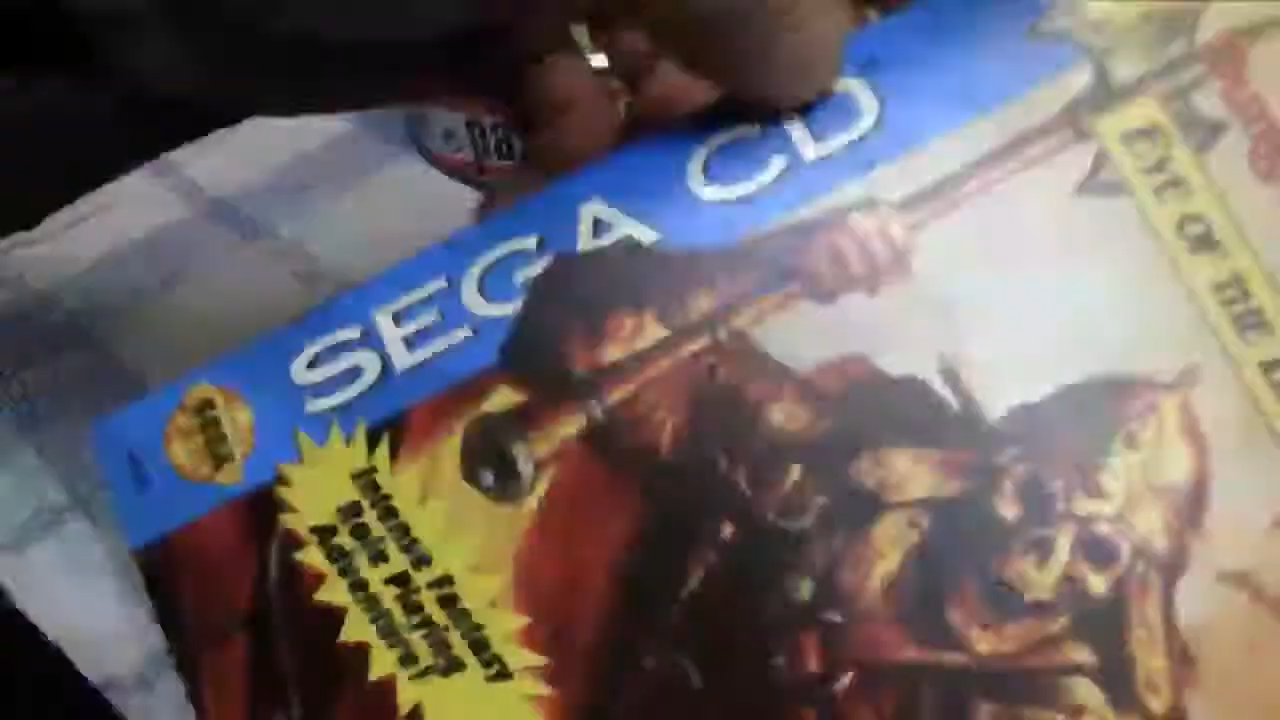 SEGA CD
EYE OF THE
Intense Fantasy
Role Playing
Adventure!